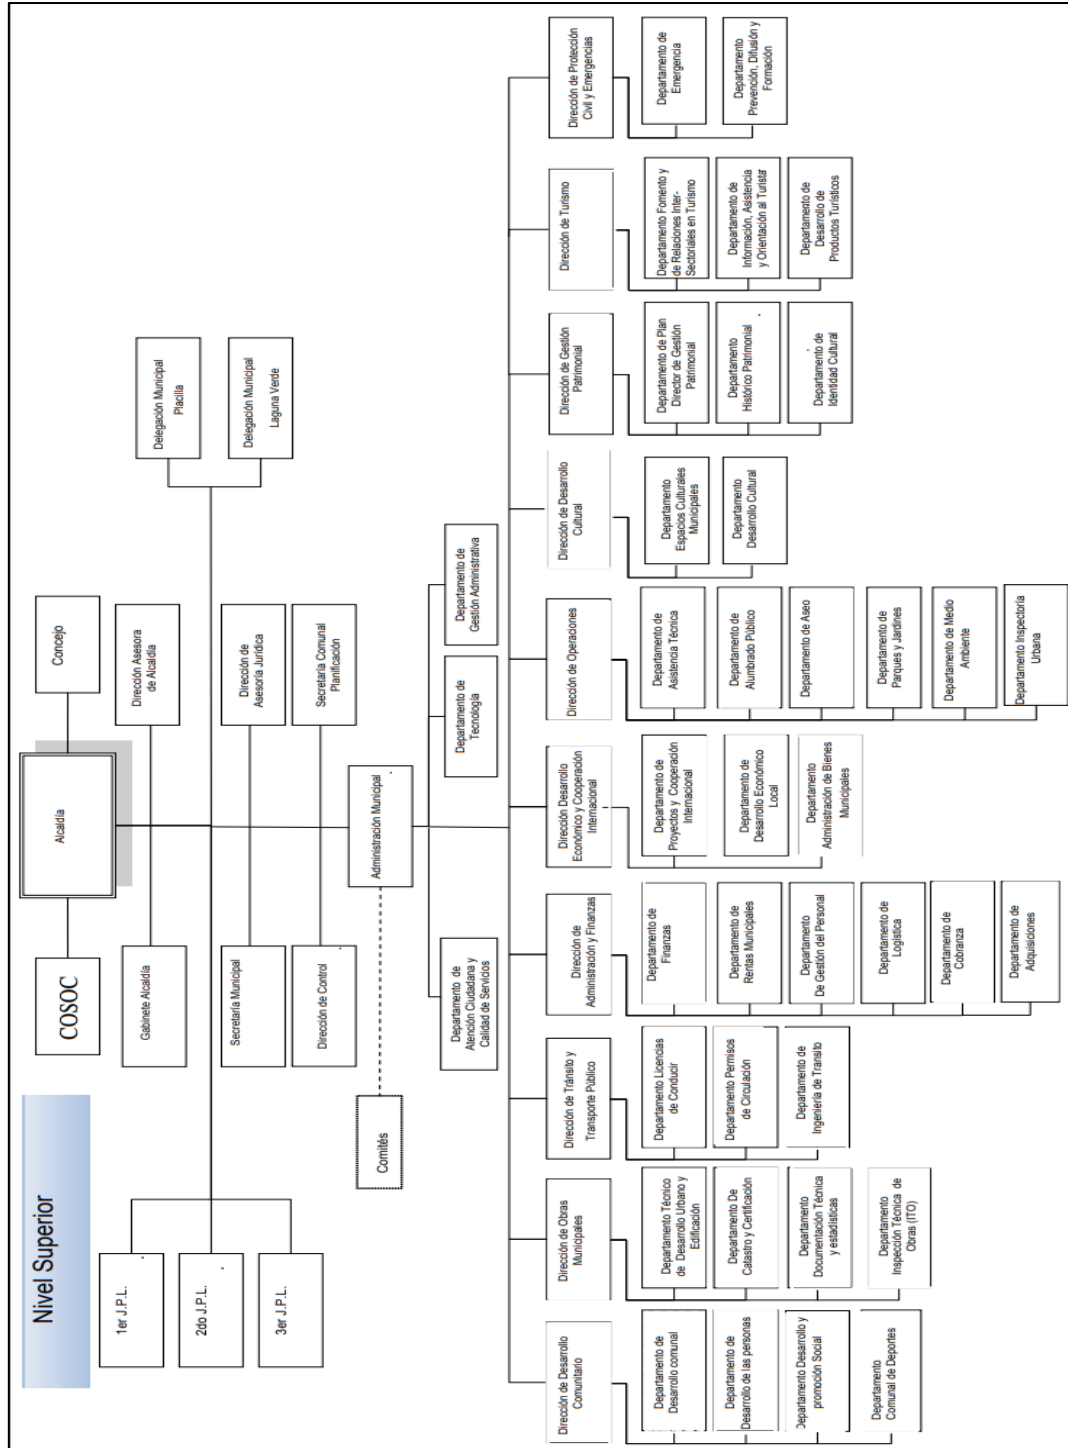 Nivel Superior
COSOC
Alcaldía
Concejo
Gabinete Alcaldía
Dirección Asesora
de Alcaldía
1er J.P.L.
2do J.P.L.
3er J.P.L.
Delegación Municipal
Placilla
Delegación Municipal
Laguna Verde
Secretaría Municipal
Dirección de
Asesoría Jurídica
Dirección de Control
Secretaría Comunal
Planificación
Comités
Administración Municipal
Departamento de
Atención Ciudadana y
Calidad de Servicios
Departamento de
Tecnología
Departamento de
Gestión Administrativa
Dirección de Desarrollo
Comunitario
Departamento de
Desarrollo comunal
Departamento de
Desarrollo de las personas
Departamento Desarrollo y
promoción Social
Departamento
Comunal de Deportes
Dirección de Obras
Municipales
Departamento Técnico
de Desarrollo Urbano y
Edificación
Departamento De
Catastro y Certificación
Departamento
Documentación Técnica
y estadísticas
Departamento
Inspección Técnica de
Obras (ITO)
Dirección de Tránsito y
Transporte Público
Departamento Licencias
de Conducir
Departamento Permisos
de Circulación
Departamento de
Ingeniería de Transito
Dirección de
Administración y Finanzas
Departamento de
Finanzas
Departamento de
Rentas Municipales
Departamento
De Gestión del Personal
Departamento de
Logística
Departamento de
Cobranza
Departamento de
Adquisiciones
Dirección Desarrollo
Económico y Cooperación
Internacional
Departamento de
Proyectos y Cooperación
Internacional
Departamento de
Desarrollo Económico
Local
Departamento
Administración de Bienes
Municipales
Dirección de Operaciones
Departamento de
Asistencia Técnica
Departamento de
Alumbrado Público
Departamento de Aseo
Departamento de
Parques y Jardines
Departamento de Medio
Ambiente
Departamento Inspectoría
Urbana
Dirección de Desarrollo
Cultural
Departamento
Espacios Culturales
Municipales
Departamento
Desarrollo Cultural
Dirección de Gestión
Patrimonial
Departamento de Plan
Director de Gestión
Patrimonial
Departamento
Histórico Patrimonial
Departamento de
Identidad Cultural
Dirección de Turismo
Departamento Fomento y
de Relaciones Inter-
Sectoriales en Turismo
Departamento de
Información, Asistencia
y Orientación al Turista
Departamento de
Desarrollo de
Productos Turísticos
Dirección de Protección
Civil y Emergencias
Departamento de
Emergencia
Departamento
Prevención, Difusión y
Formación